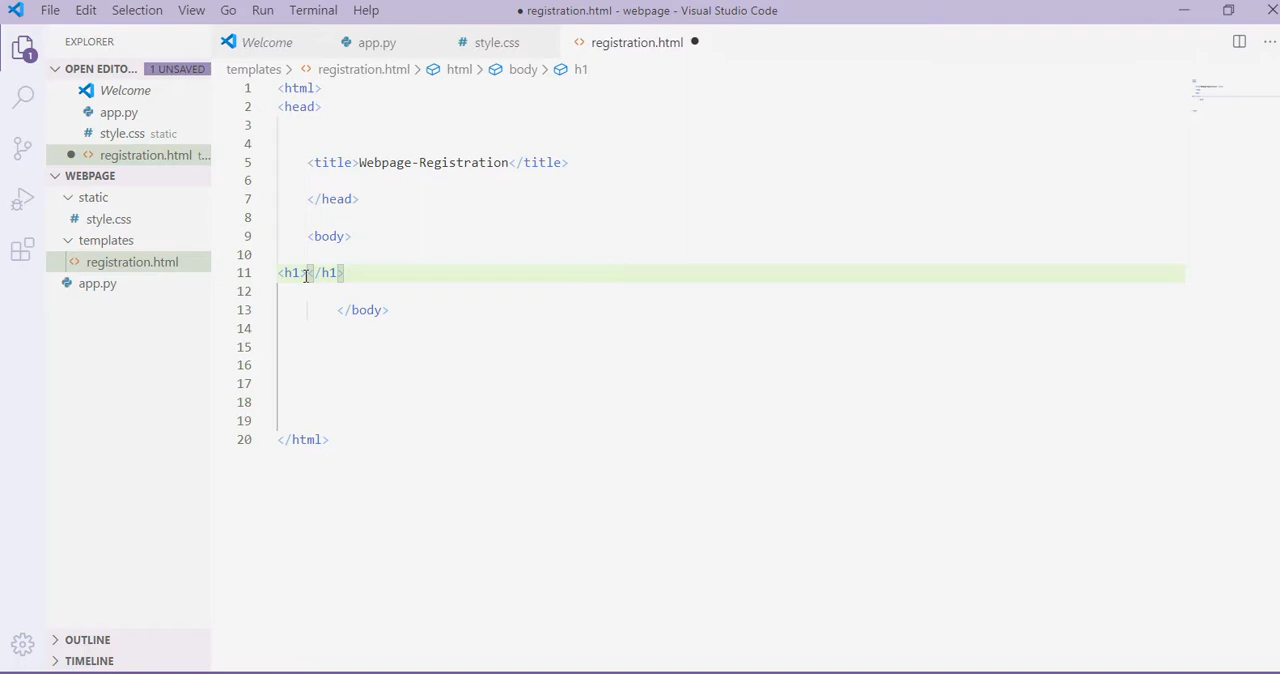 File Edit Selection View Go Run Terminal Help ● registration.html - webpage - Visual Studio Code
EXPLORER
Welcome app.py # style.css <> registration.html ●
OPEN EDITO... 1 UNSAVED
templates > <> registration.html > html > body > h1
Welcome
app.py
# style.css static
● <> registration.html t...
WEBPAGE
static
# style.css
templates
<> registration.html
app.py
1 <html>
2 <head>
3
4
5 <title>Webpage-Registration</title>
6
7 </head>
8
9 <body>
10
11 <h1></h1>
12
13 </body>
14
15
16
17
18
19
20 </html>
1
OUTLINE
TIMELINE